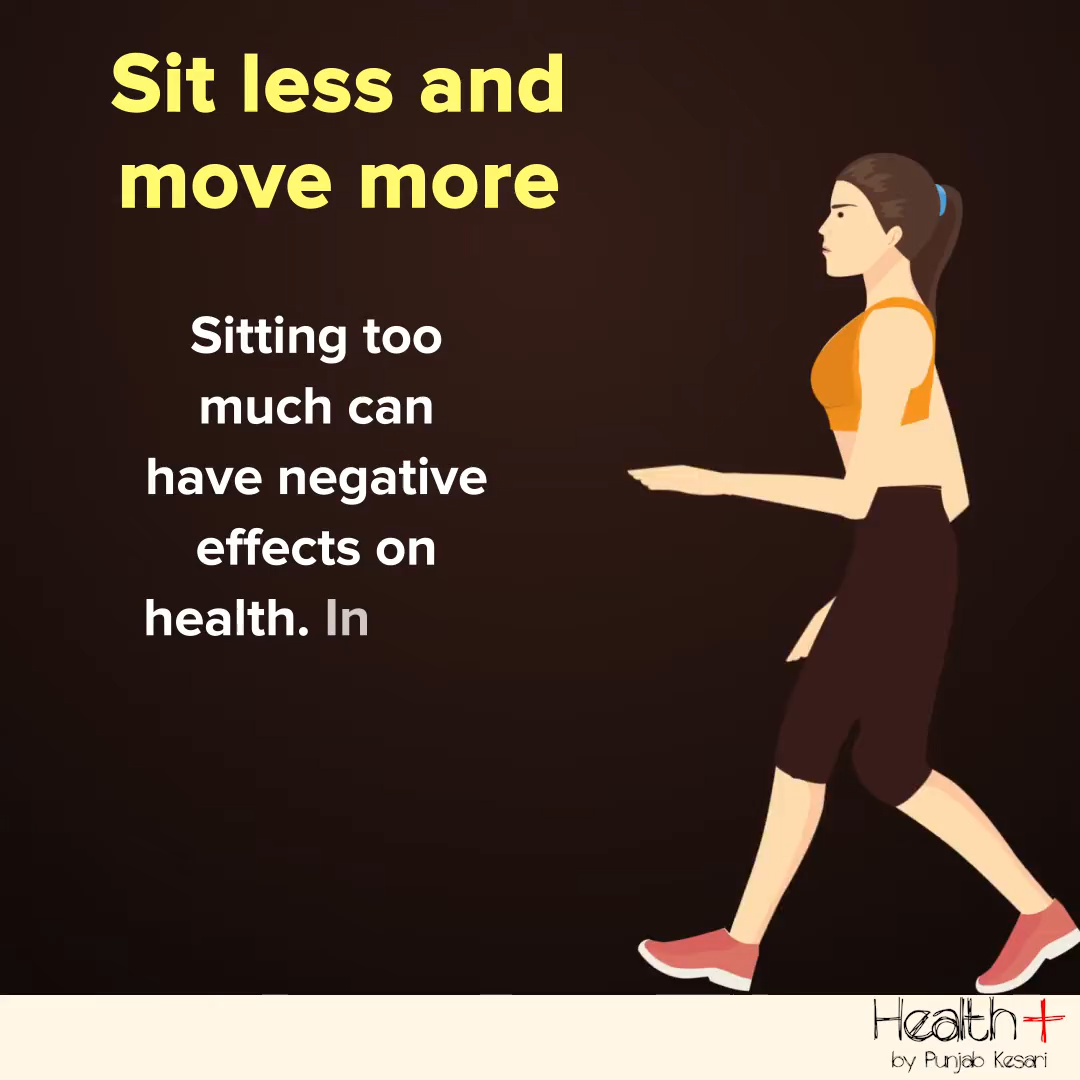 Sit less and
move more
Sitting too
much can
have negative
effects on
health. In
Health+
by Punjab Kesari